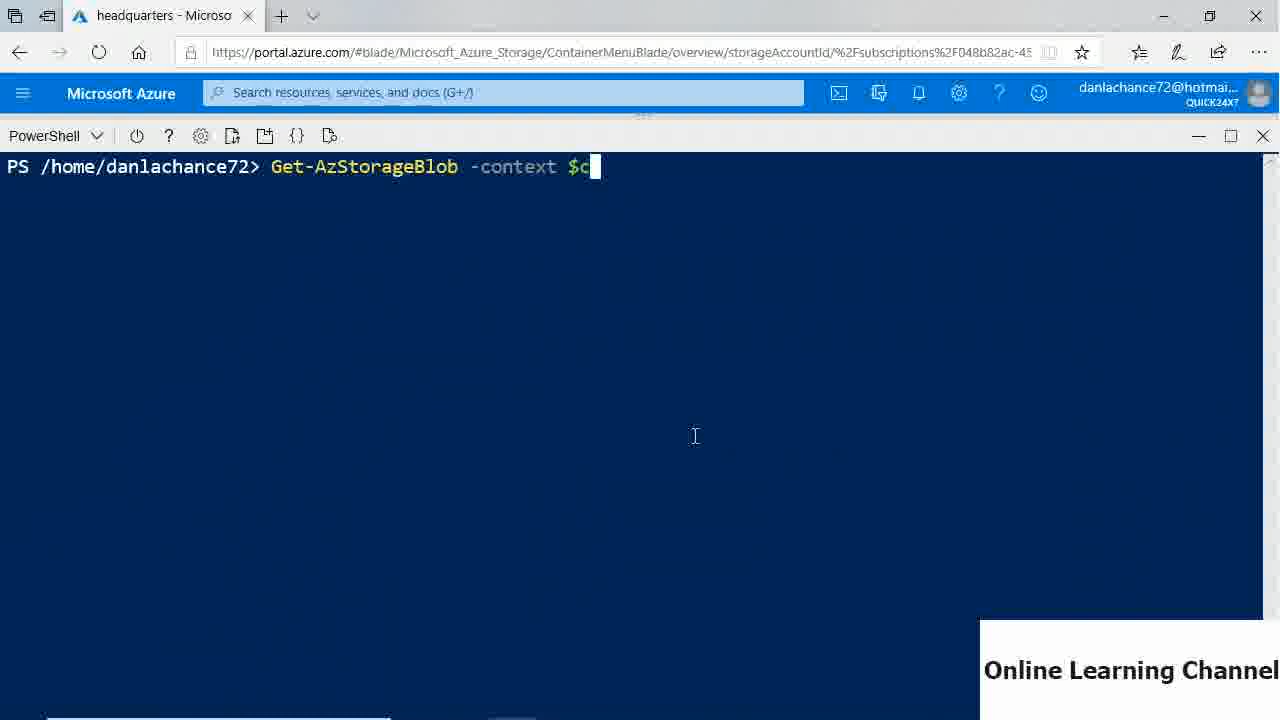 headquarters - Microso
https://portal.azure.com/#blade/Microsoft_Azure_Storage/ContainerMenuBlade/overview/storageAccountId/%2Fsubscriptions%2F048b82ac-45
Microsoft Azure
Search resources, services, and docs (G+/)
danlachance72@hotmai...
QUICK24X7
PowerShell
PS /home/danlachance72> Get-AzStorageBlob -context $c
Online Learning Channel